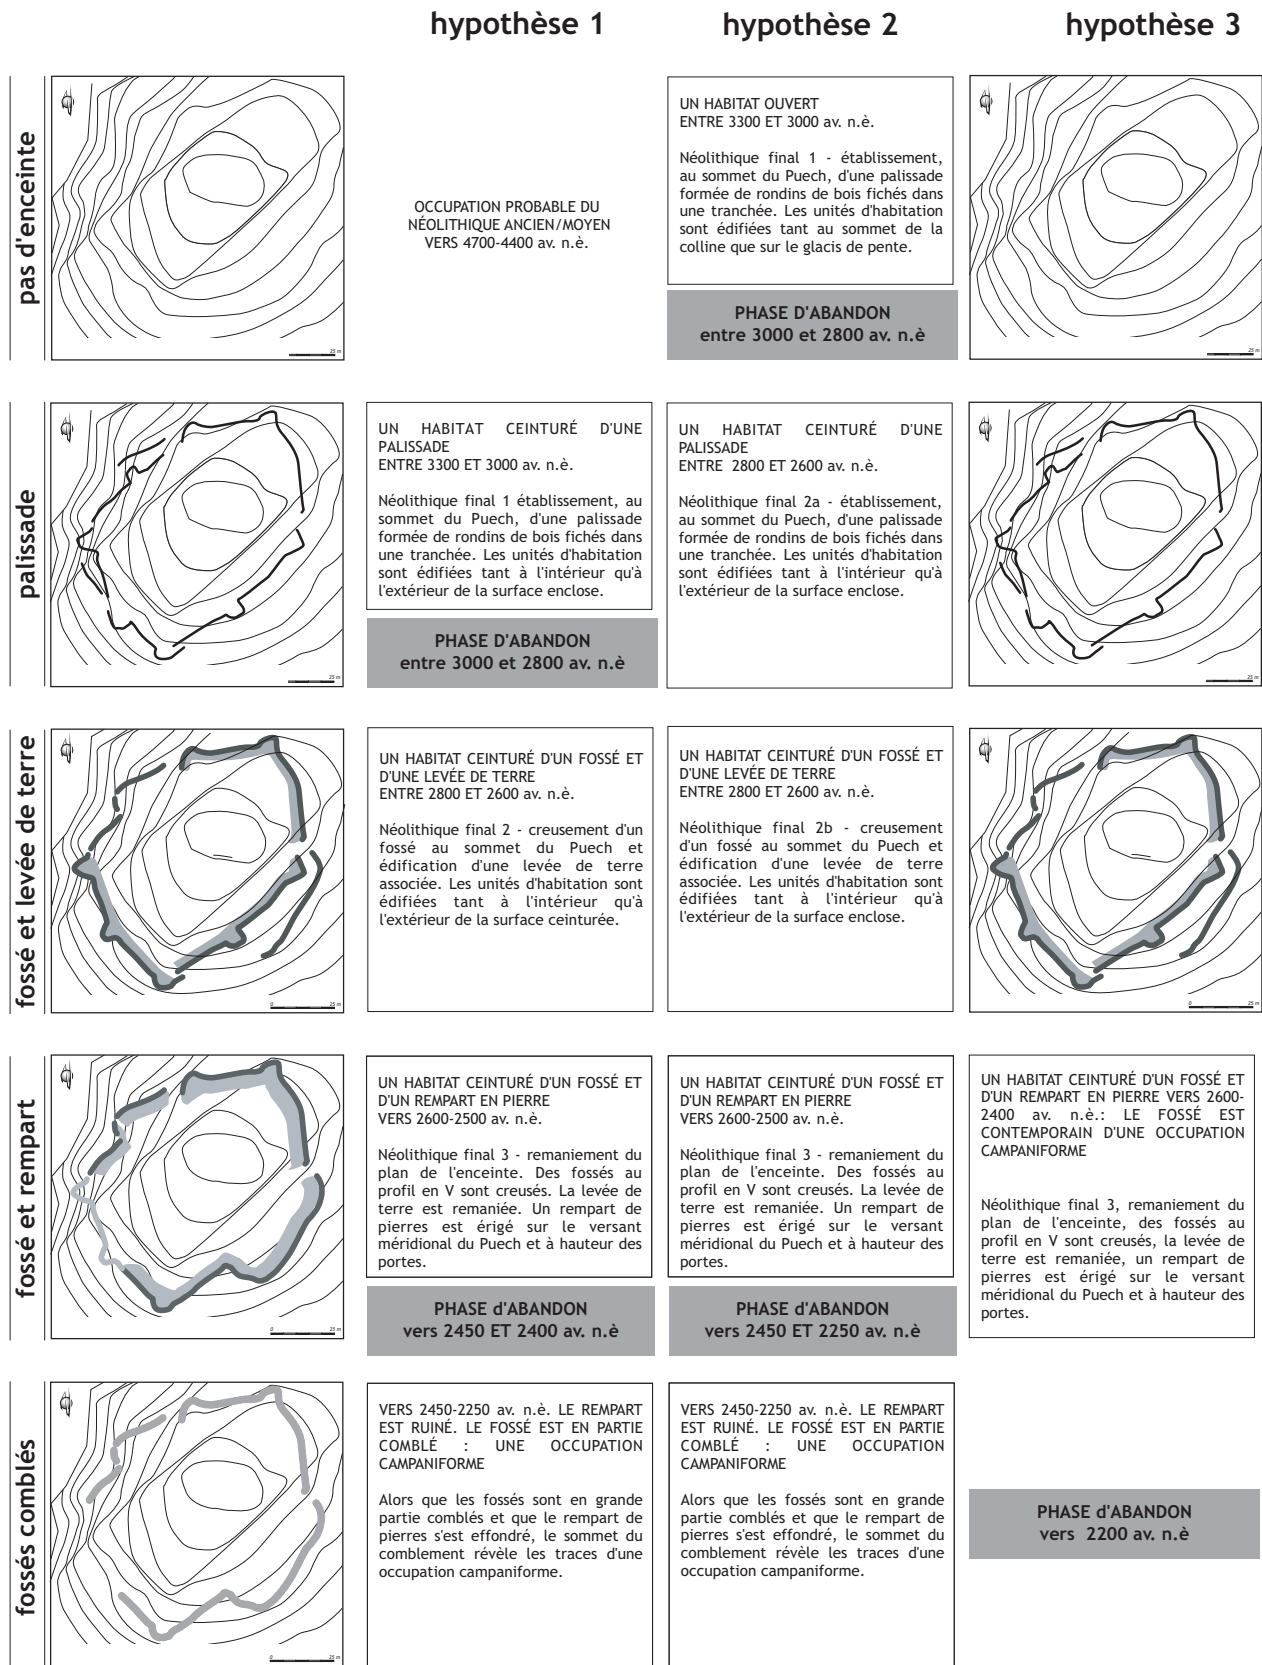 hypothèse 1
hypothèse 2
hypothèse 3
pas d'enceinte
25 m
OCCUPATION PROBABLE DU
NÉOLITHIQUE ANCIEN/MOYEN
VERS 4700-4400 av. n.è.
UN HABITAT OUVERT
ENTRE 3300 ET 3000 av. n.è.
Néolithique final 1 - établissement,
au sommet du Puech, d'une palissade
formée de rondins de bois fichés dans
une tranchée. Les unités d'habitation
sont édifiées tant au sommet de la
colline que sur le glacis de pente.
PHASE D'ABANDON
entre 3000 et 2800 av. n.è
25 m
palissade
25 m
UN HABITAT CEINTURÉ D'UNE
PALISSADE
ENTRE 3300 ET 3000 av. n.è.
Néolithique final 1 établissement, au
sommet du Puech, d'une palissade
formée de rondins de bois fichés dans
une tranchée. Les unités d'habitation
sont édifiées tant à l'intérieur qu'à
l'extérieur de la surface enclose.
PHASE D'ABANDON
entre 3000 et 2800 av. n.è
UN HABITAT CEINTURÉ D'UNE
PALISSADE
ENTRE 2800 ET 2600 av. n.è.
Néolithique final 2a - établissement,
au sommet du Puech, d'une palissade
formée de rondins de bois fichés dans
une tranchée. Les unités d'habitation
sont édifiées tant à l'intérieur qu'à
l'extérieur de la surface enclose.
25 m
fossé et levée de terre
0 25 m
UN HABITAT CEINTURÉ D'UN FOSSÉ ET
D'UNE LEVÉE DE TERRE
ENTRE 2800 ET 2600 av. n.è.
Néolithique final 2 - creusement d'un
fossé au sommet du Puech et
édification d'une levée de terre
associée. Les unités d'habitation sont
édifiées tant à l'intérieur qu'à
l'extérieur de la surface ceinturée.
UN HABITAT CEINTURÉ D'UN FOSSÉ ET
D'UNE LEVÉE DE TERRE
ENTRE 2800 ET 2600 av. n.è.
Néolithique final 2b - creusement
d'un fossé au sommet du Puech et
édification d'une levée de terre
associée. Les unités d'habitation sont
édifiées tant à l'intérieur qu'à
l'extérieur de la surface enclose.
0 25 m
fossé et rempart
0 25 m
UN HABITAT CEINTURÉ D'UN FOSSÉ ET
D'UN REMPART EN PIERRE
VERS 2600-2500 av. n.è.
Néolithique final 3 - remaniement du
plan de l'enceinte. Des fossés au
profil en V sont creusés. La levée de
terre est remaniée. Un rempart de
pierres est érigé sur le versant
méridional du Puech et à hauteur des
portes.
PHASE d'ABANDON
vers 2450 ET 2400 av. n.è
UN HABITAT CEINTURÉ D'UN FOSSÉ ET
D'UN REMPART EN PIERRE
VERS 2600-2500 av. n.è.
Néolithique final 3 - remaniement du
plan de l'enceinte. Des fossés au
profil en V sont creusés. La levée de
terre est remaniée. Un rempart de
pierres est érigé sur le versant
méridional du Puech et à hauteur des
portes.
PHASE d'ABANDON
vers 2450 ET 2250 av. n.è
UN HABITAT CEINTURÉ D'UN FOSSÉ ET
D'UN REMPART EN PIERRE VERS 2600-
2400 av. n.è.: LE FOSSÉ EST
CONTEMPORAIN D'UNE OCCUPATION
CAMPANIFORME
Néolithique final 3, remaniement du
plan de l'enceinte, des fossés au
profil en V sont creusés, la levée de
terre est remaniée, un rempart de
pierres est érigé sur le versant
méridional du Puech et à hauteur des
portes.
fossés comblés
0 25 m
VERS 2450-2250 av. n.è. LE REMPART
EST RUINÉ. LE FOSSÉ EST EN PARTIE
COMBLÉ : UNE OCCUPATION
CAMPANIFORME
Alors que les fossés sont en grande
partie comblés et que le rempart de
pierres s'est effondré, le sommet du
comblement révèle les traces d'une
occupation campaniforme.
VERS 2450-2250 av. n.è. LE REMPART
EST RUINÉ. LE FOSSÉ EST EN PARTIE
COMBLÉ : UNE OCCUPATION
CAMPANIFORME
Alors que les fossés sont en grande
partie comblés et que le rempart de
pierres s'est effondré, le sommet du
comblement révèle les traces d'une
occupation campaniforme.
PHASE d'ABANDON
vers 2200 av. n.è